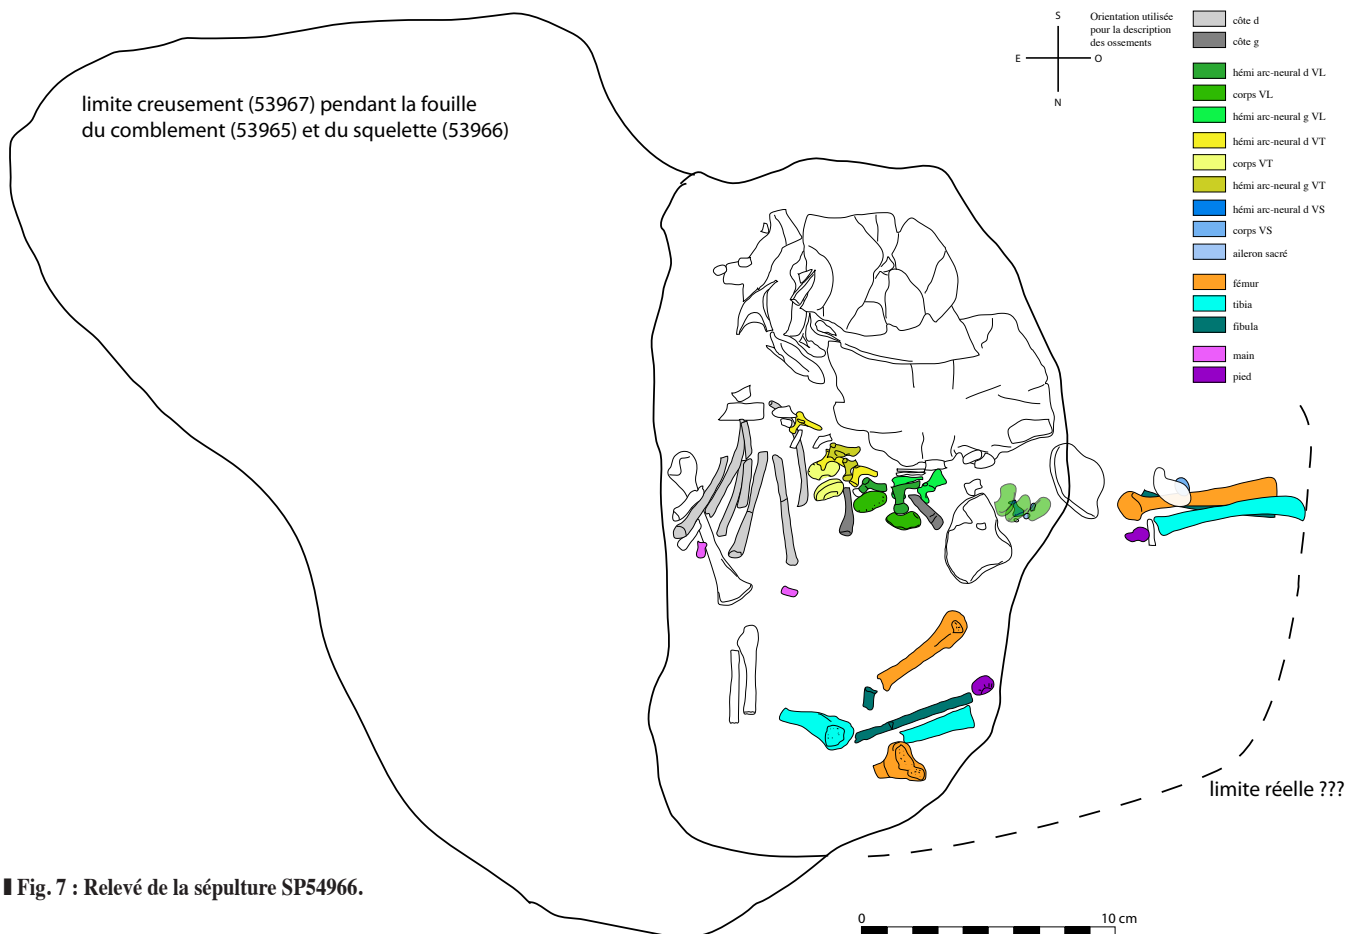 limite creusement (53967) pendant la fouille
du comblement (53965) et du squelette (53966)
S
E
O
N
Orientation utilisée
pour la description
des ossements
côte d
côte g
hémi arc-neural d VL
corps VL
hémi arc-neural g VL
hémi arc-neural d VT
corps VT
hémi arc-neural g VT
hémi arc-neural d VS
corps VS
aileron sacré
fémur
tibia
fibula
main
pied
limite réelle ???
Fig. 7 : Relevé de la sépulture SP54966.
0
10 cm